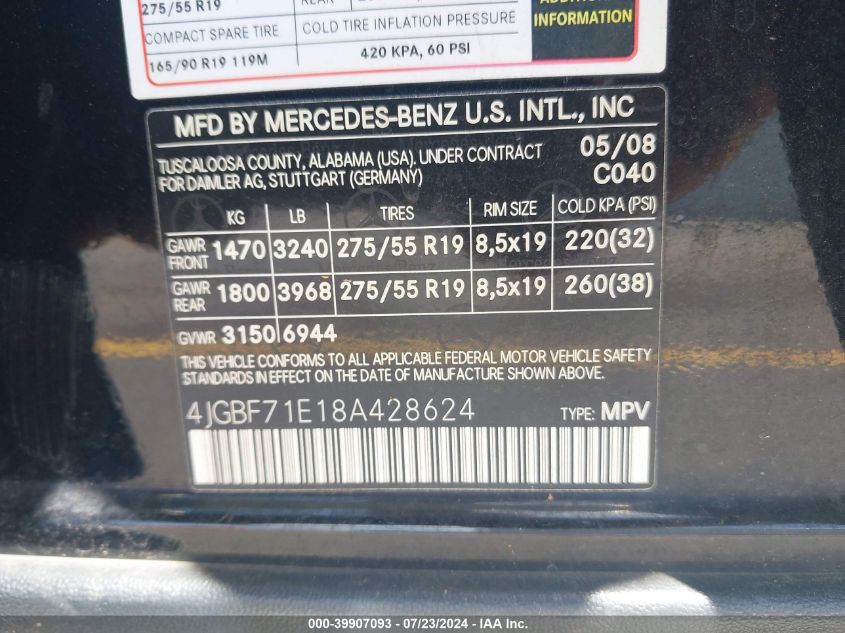 275/55 R19 REAR
ADDITIONAL
INFORMATION
COMPACT SPARE TIRE COLD TIRE INFLATION PRESSURE
165/90 R19 119M 420 KPA, 60 PSI
MFD BY MERCEDES-BENZ U.S. INTL., INC
TUSCALOOSA COUNTY, ALABAMA (USA). UNDER CONTRACT 05/08
FOR DAIMLER AG, STUTTGART (GERMANY) C040
KG LB TIRES RIM SIZE COLD KPA (PSI)
GAWR FRONT 1470 3240 275/55 R19 8,5x19 220(32)
GAWR REAR 1800 3968 275/55 R19 8,5x19 260(38)
GVWR 3150 6944
THIS VEHICLE CONFORMS TO ALL APPLICABLE FEDERAL MOTOR VEHICLE SAFETY
STANDARDS IN EFFECT ON THE DATE OF MANUFACTURE SHOWN ABOVE.
4JGBF71E18A428624 TYPE: MPV
000-39907093 - 07/23/2024 - IAA Inc.